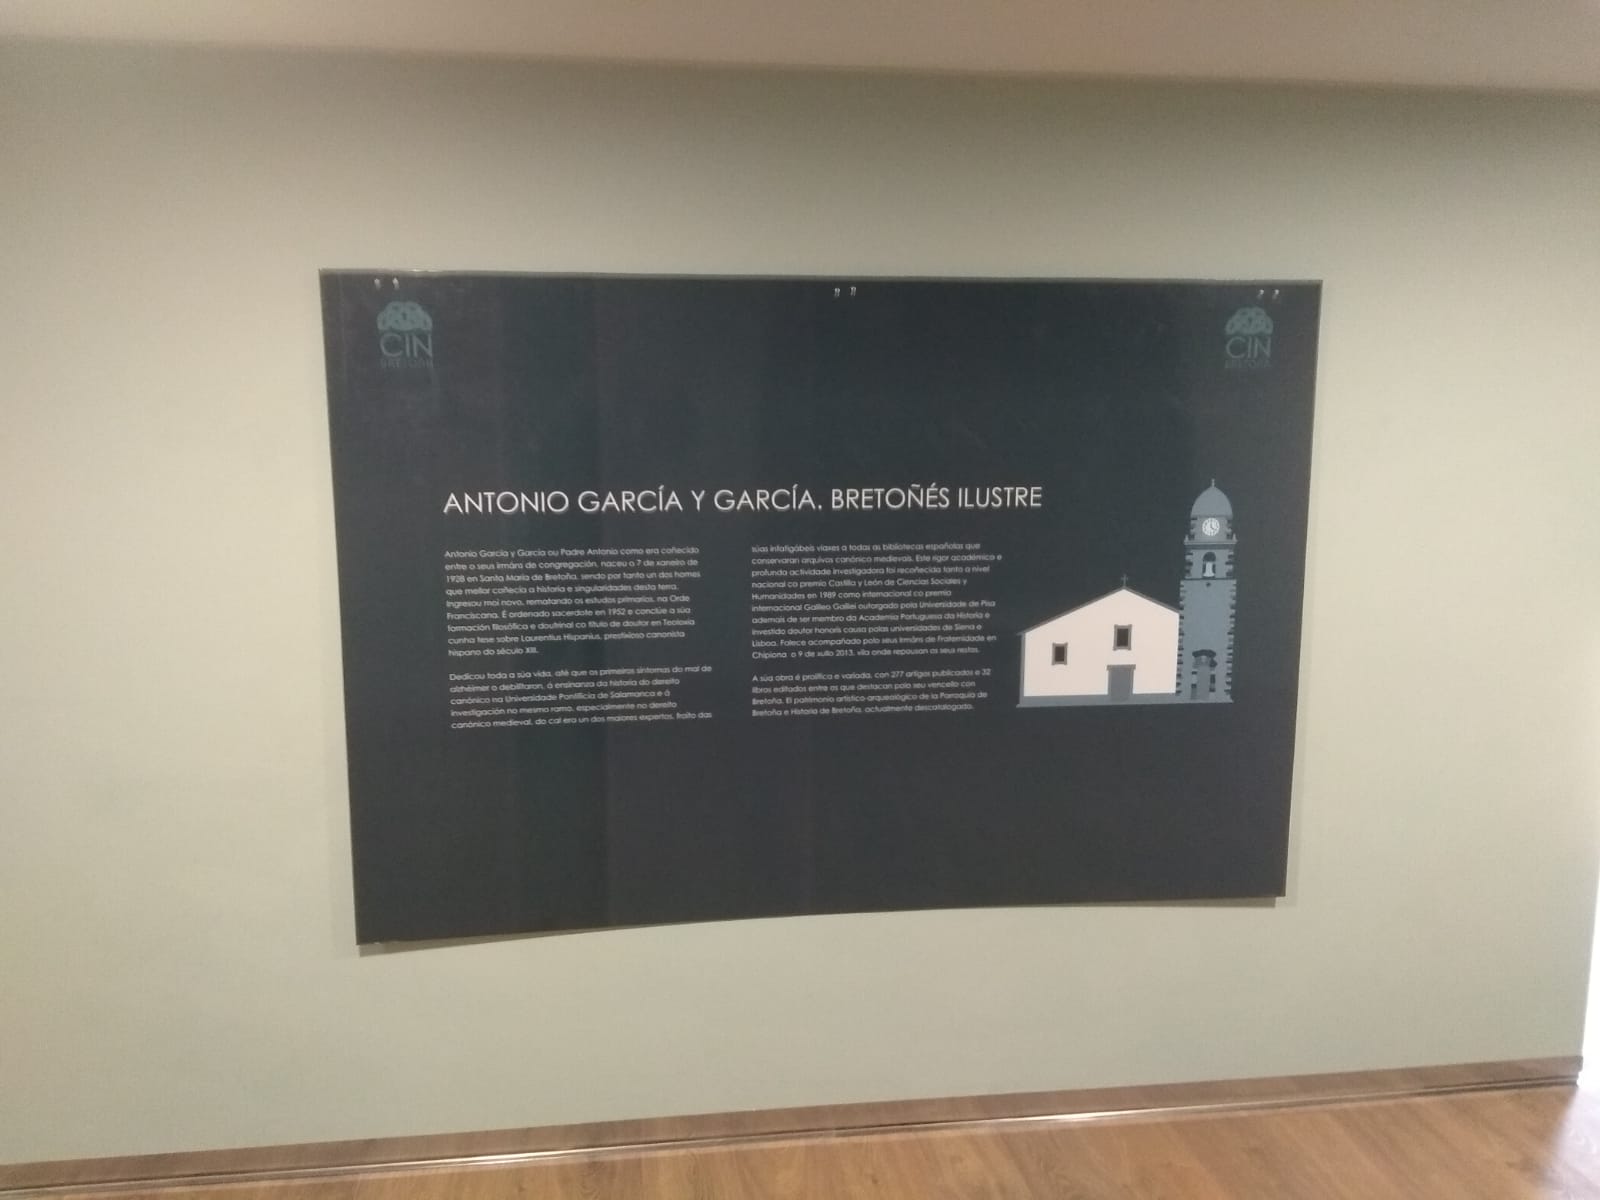 CIN
BRETOÑA
CIN
BRETOÑA
ANTONIO GARCÍA Y GARCÍA. BRETOÑÉS ILUSTRE
Antonio García y García ou Padre Antonio como era coñecido
entre o seus irmáns de congregación, naceu o 7 de xaneiro de
1928 en Santa María de Bretoña, sendo por tanto un dos homes
que mellor coñecía a historia e singularidades desta terra.
Ingresou moi novo, rematando os estudos primarios, na Orde
Franciscana. É ordenado sacerdote en 1952 e conclúe a súa
formación filosófica e doutrinal co título de doutor en Teoloxía
cunha tese sobre Laurentius Hispanus, prestixioso canonista
hispano do século XIII.
Dedicou toda a súa vida, até que os primeiros síntomas do mal de
alzhéimer o debilitaron, á ensinanza da historia do dereito
canónico na Universidade Pontificia de Salamanca e á
investigación no mesmo ramo, especialmente no dereito
canónico medieval, do cal era un dos maiores expertos, froito das
súas infatigábeis viaxes a todas as bibliotecas españolas que
conservaran arquivos canónico medievais. Este rigor académico e
profunda actividade investigadora foi recoñecida tanto a nivel
nacional co premio Castilla y León de Ciencias Sociales y
Humanidades en 1989 como internacional co premio
internacional Galileo Galilei outorgado pola Universidade de Pisa
ademais de ser membro da Academia Portuguesa da Historia e
investido doutor honoris causa polas universidades de Siena e
Lisboa. Falece acompañado polo seus irmáns de Fraternidade en
Chipiona o 9 de xullo 2013, vila onde repousan os seus restos.
A súa obra é prolífica e variada, con 277 artigos publicados e 32
libros editados entre os que destacan polo seu vencello con
Bretoña, El patrimonio artístico-arqueológico de la Parroquia de
Bretoña e Historia de Bretoña, actualmente descatalogado.